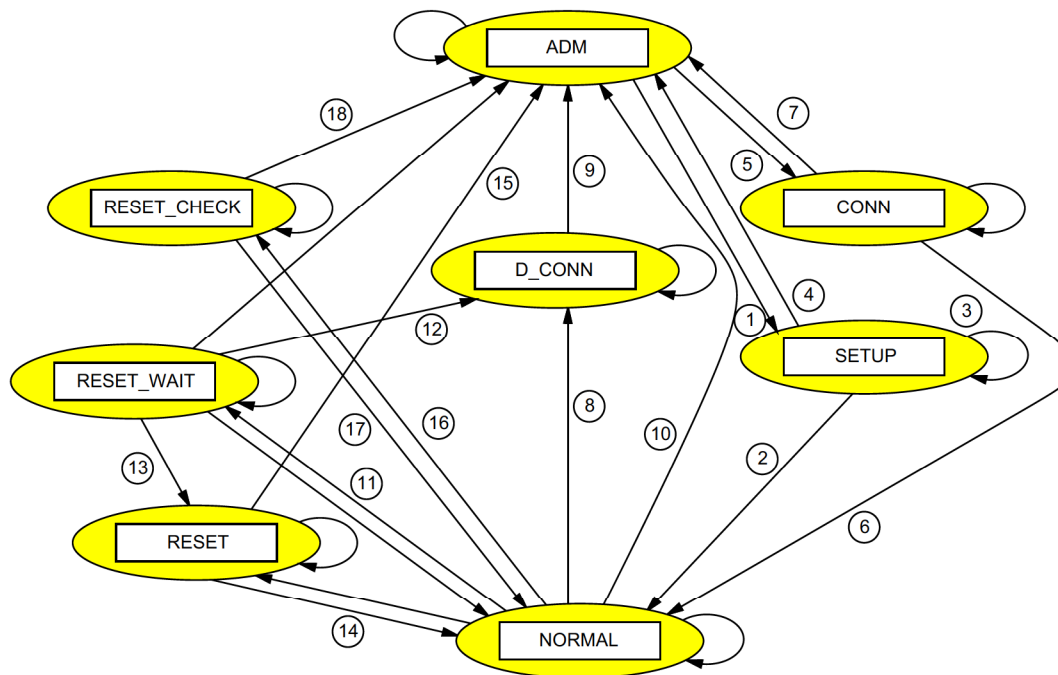 ADM
18
7
5
15
9
RESET_CHECK
CONN
D_CONN
4
3
1
12
SETUP
RESET_WAIT
8
17
16
10
2
13
11
6
RESET
14
NORMAL